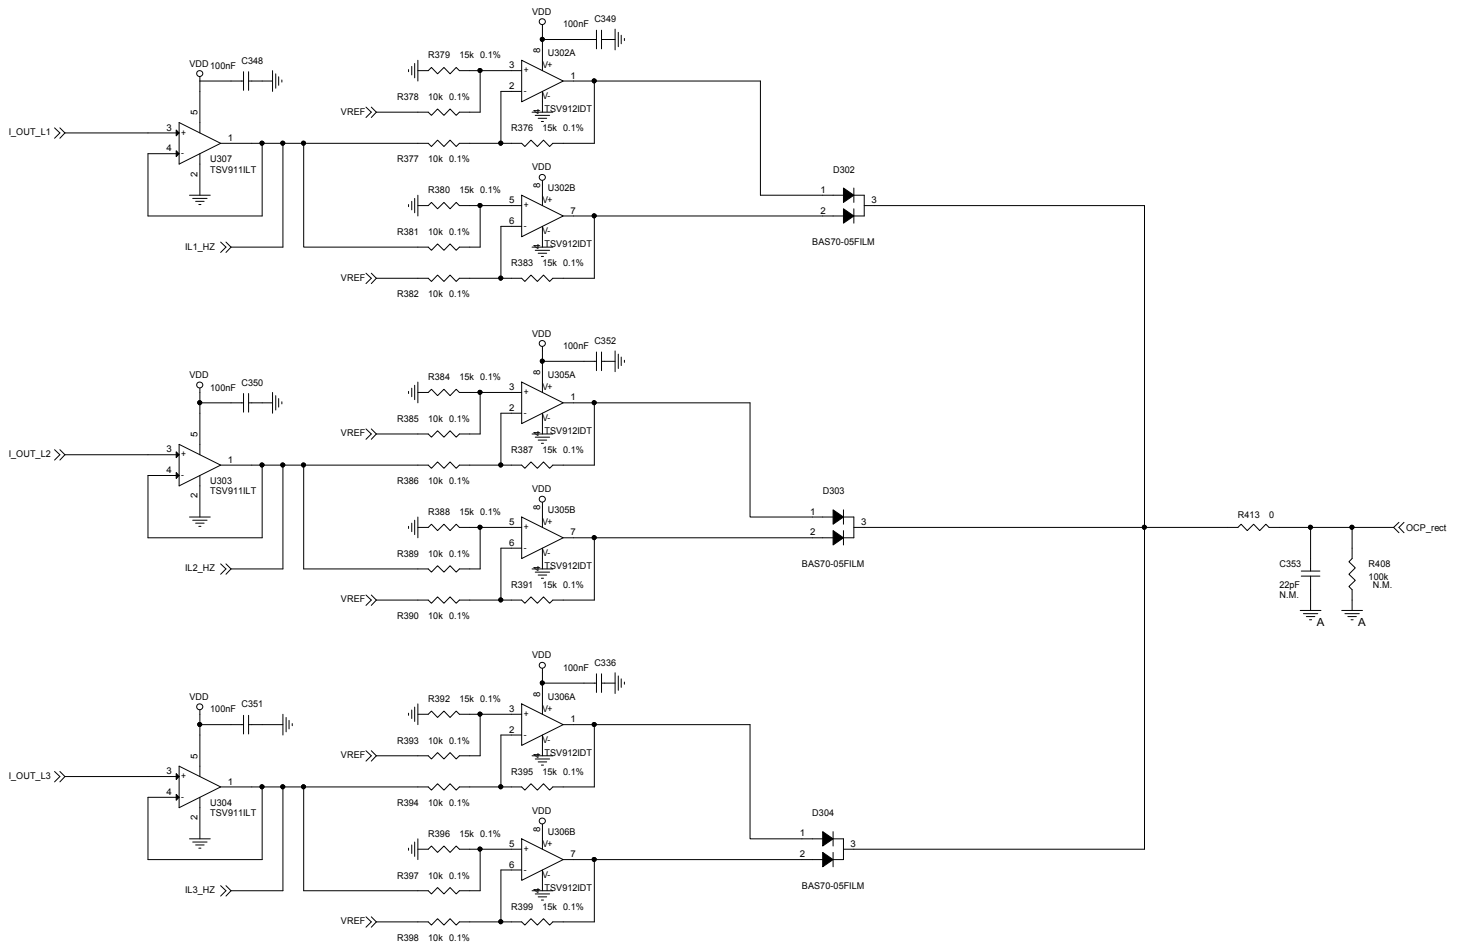 VDD
100nF C349
8
U302A
V+
R379 15k 0.1%
3 + 1
2 -
V-
4
TSV912IDT
R378 10k 0.1%
VREF
R376 15k 0.1%
R377 10k 0.1%
VDD
100nF C348
5
I_OUT_L1
3 + 1
4 -
U307
TSV911ILT
2
IL1_HZ
VDD
8
U302B
V+
R380 15k 0.1%
5 + 7
6 -
V-
4
TSV912IDT
R381 10k 0.1%
R383 15k 0.1%
VREF
R382 10k 0.1%
D302
1
2
3
BAS70-05FILM
VDD
100nF C352
8
U305A
V+
R384 15k 0.1%
3 + 1
2 -
V-
4
TSV912IDT
R385 10k 0.1%
VREF
R387 15k 0.1%
R386 10k 0.1%
VDD
100nF C350
5
I_OUT_L2
3 + 1
4 -
U303
TSV911ILT
2
IL2_HZ
VDD
8
U305B
V+
R388 15k 0.1%
5 + 7
6 -
V-
4
TSV912IDT
R389 10k 0.1%
R391 15k 0.1%
VREF
R390 10k 0.1%
D303
1
2
3
BAS70-05FILM
R413 0
OCP_rect
C353
22pF
N.M.
A
R408
100k
N.M.
A
VDD
100nF C336
8
U306A
V+
R392 15k 0.1%
3 + 1
2 -
V-
4
TSV912IDT
R393 10k 0.1%
VREF
R395 15k 0.1%
R394 10k 0.1%
VDD
100nF C351
5
I_OUT_L3
3 + 1
4 -
U304
TSV911ILT
2
IL3_HZ
VDD
8
U306B
V+
R396 15k 0.1%
5 + 7
6 -
V-
4
TSV912IDT
R397 10k 0.1%
R399 15k 0.1%
VREF
R398 10k 0.1%
D304
1
2
3
BAS70-05FILM